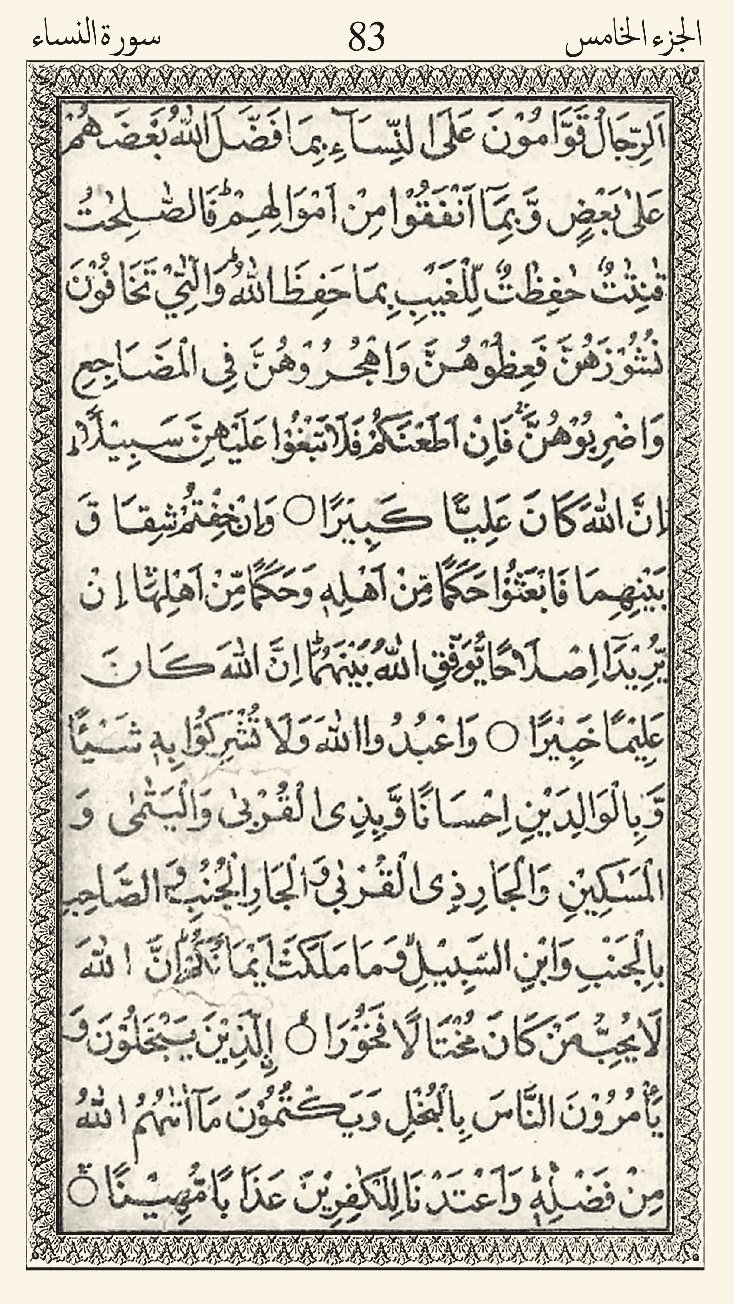 الجزء الخامس 83 سورة النساء
اَلرِّجَالُ قَوَّامُوْنَ عَلَى النِّسَآءِ بِمَا فَضَّلَ اللّٰهُ بَعْضَهُمْ
عَلٰى بَعْضٍ وَّ بِمَآ اَنْفَقُوْا مِنْ اَمْوَالِهِمْ ؕ فَالصّٰلِحٰتُ
قٰنِتٰتٌ حٰفِظٰتٌ لِّلْغَيْبِ بِمَا حَفِظَ اللّٰهُ ؕ وَالّٰتِيْ تَخَافُوْنَ
نُشُوْزَهُنَّ فَعِظُوْهُنَّ وَاهْجُرُوْهُنَّ فِى الْمَضَاجِعِ
وَاضْرِبُوْهُنَّ ۚ فَاِنْ اَطَعْنَكُمْ فَلَا تَبْغُوْا عَلَيْهِنَّ سَبِيْلًا ؕ
اِنَّ اللّٰهَ كَانَ عَلِيًّا كَبِيْرًا ۝ وَاِنْ خِفْتُمْ شِقَاقَ
بَيْنِهِمَا فَابْعَثُوْا حَكَمًا مِّنْ اَهْلِهٖ وَحَكَمًا مِّنْ اَهْلِهَا ۚ اِنْ
يُّرِيْدَآ اِصْلَاحًا يُّوَفِّقِ اللّٰهُ بَيْنَهُمَا ؕ اِنَّ اللّٰهَ كَانَ
عَلِيْمًا خَبِيْرًا ۝ وَاعْبُدُوا اللّٰهَ وَلَا تُشْرِكُوْا بِهٖ شَيْـًٔا
وَّبِالْوَالِدَيْنِ اِحْسَانًا وَّبِذِى الْقُرْبٰى وَالْيَتٰمٰى وَ
الْمَسٰكِيْنِ وَالْجَارِ ذِى الْقُرْبٰى وَالْجَارِ الْجُنُبِ وَالصَّاحِبِ
بِالْجَنْۢبِ وَابْنِ السَّبِيْلِ ۙ وَمَا مَلَكَتْ اَيْمَانُكُمْ ؕ اِنَّ اللّٰهَ
لَا يُحِبُّ مَنْ كَانَ مُخْتَالًا فَخُوْرًا ۝ اۨلَّذِيْنَ يَبْخَلُوْنَ وَ
يَاْمُرُوْنَ النَّاسَ بِالْبُخْلِ وَيَكْتُمُوْنَ مَآ اٰتٰىهُمُ اللّٰهُ
مِنْ فَضْلِهٖ ؕ وَاَعْتَدْنَا لِلْكٰفِرِيْنَ عَذَابًا مُّهِيْنًا ۝